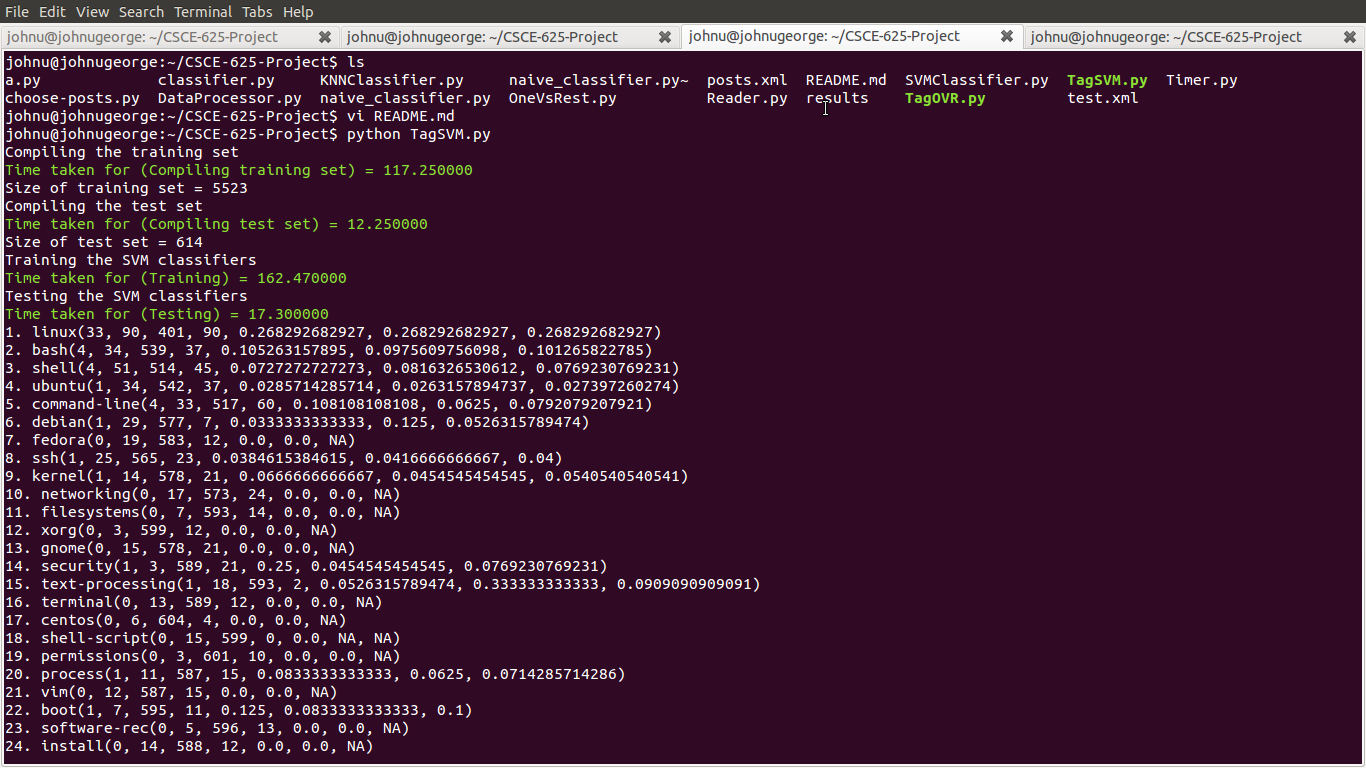 File Edit View Search Terminal Tabs Help
johnu@johnugeorge: ~/CSCE-625-Project johnu@johnugeorge: ~/CSCE-625-Project johnu@johnugeorge: ~/CSCE-625-Project johnu@johnugeorge: ~/CSCE-625-Project
johnu@johnugeorge:~/CSCE-625-Project$ ls
a.py classifier.py KNNClassifier.py naive_classifier.py~ posts.xml README.md SVMClassifier.py TagSVM.py Timer.py
choose-posts.py DataProcessor.py naive_classifier.py OneVsRest.py Reader.py results TagOVR.py test.xml
johnu@johnugeorge:~/CSCE-625-Project$ vi README.md
johnu@johnugeorge:~/CSCE-625-Project$ python TagSVM.py
Compiling the training set
Time taken for (Compiling training set) = 117.250000
Size of training set = 5523
Compiling the test set
Time taken for (Compiling test set) = 12.250000
Size of test set = 614
Training the SVM classifiers
Time taken for (Training) = 162.470000
Testing the SVM classifiers
Time taken for (Testing) = 17.300000
1. linux(33, 90, 401, 90, 0.268292682927, 0.268292682927, 0.268292682927)
2. bash(4, 34, 539, 37, 0.105263157895, 0.0975609756098, 0.101265822785)
3. shell(4, 51, 514, 45, 0.0727272727273, 0.0816326530612, 0.0769230769231)
4. ubuntu(1, 34, 542, 37, 0.0285714285714, 0.0263157894737, 0.027397260274)
5. command-line(4, 33, 517, 60, 0.108108108108, 0.0625, 0.0792079207921)
6. debian(1, 29, 577, 7, 0.0333333333333, 0.125, 0.0526315789474)
7. fedora(0, 19, 583, 12, 0.0, 0.0, NA)
8. ssh(1, 25, 565, 23, 0.0384615384615, 0.0416666666667, 0.04)
9. kernel(1, 14, 578, 21, 0.0666666666667, 0.0454545454545, 0.0540540540541)
10. networking(0, 17, 573, 24, 0.0, 0.0, NA)
11. filesystems(0, 7, 593, 14, 0.0, 0.0, NA)
12. xorg(0, 3, 599, 12, 0.0, 0.0, NA)
13. gnome(0, 15, 578, 21, 0.0, 0.0, NA)
14. security(1, 3, 589, 21, 0.25, 0.0454545454545, 0.0769230769231)
15. text-processing(1, 18, 593, 2, 0.0526315789474, 0.333333333333, 0.0909090909091)
16. terminal(0, 13, 589, 12, 0.0, 0.0, NA)
17. centos(0, 6, 604, 4, 0.0, 0.0, NA)
18. shell-script(0, 15, 599, 0, 0.0, NA, NA)
19. permissions(0, 3, 601, 10, 0.0, 0.0, NA)
20. process(1, 11, 587, 15, 0.0833333333333, 0.0625, 0.0714285714286)
21. vim(0, 12, 587, 15, 0.0, 0.0, NA)
22. boot(1, 7, 595, 11, 0.125, 0.0833333333333, 0.1)
23. software-rec(0, 5, 596, 13, 0.0, 0.0, NA)
24. install(0, 14, 588, 12, 0.0, 0.0, NA)